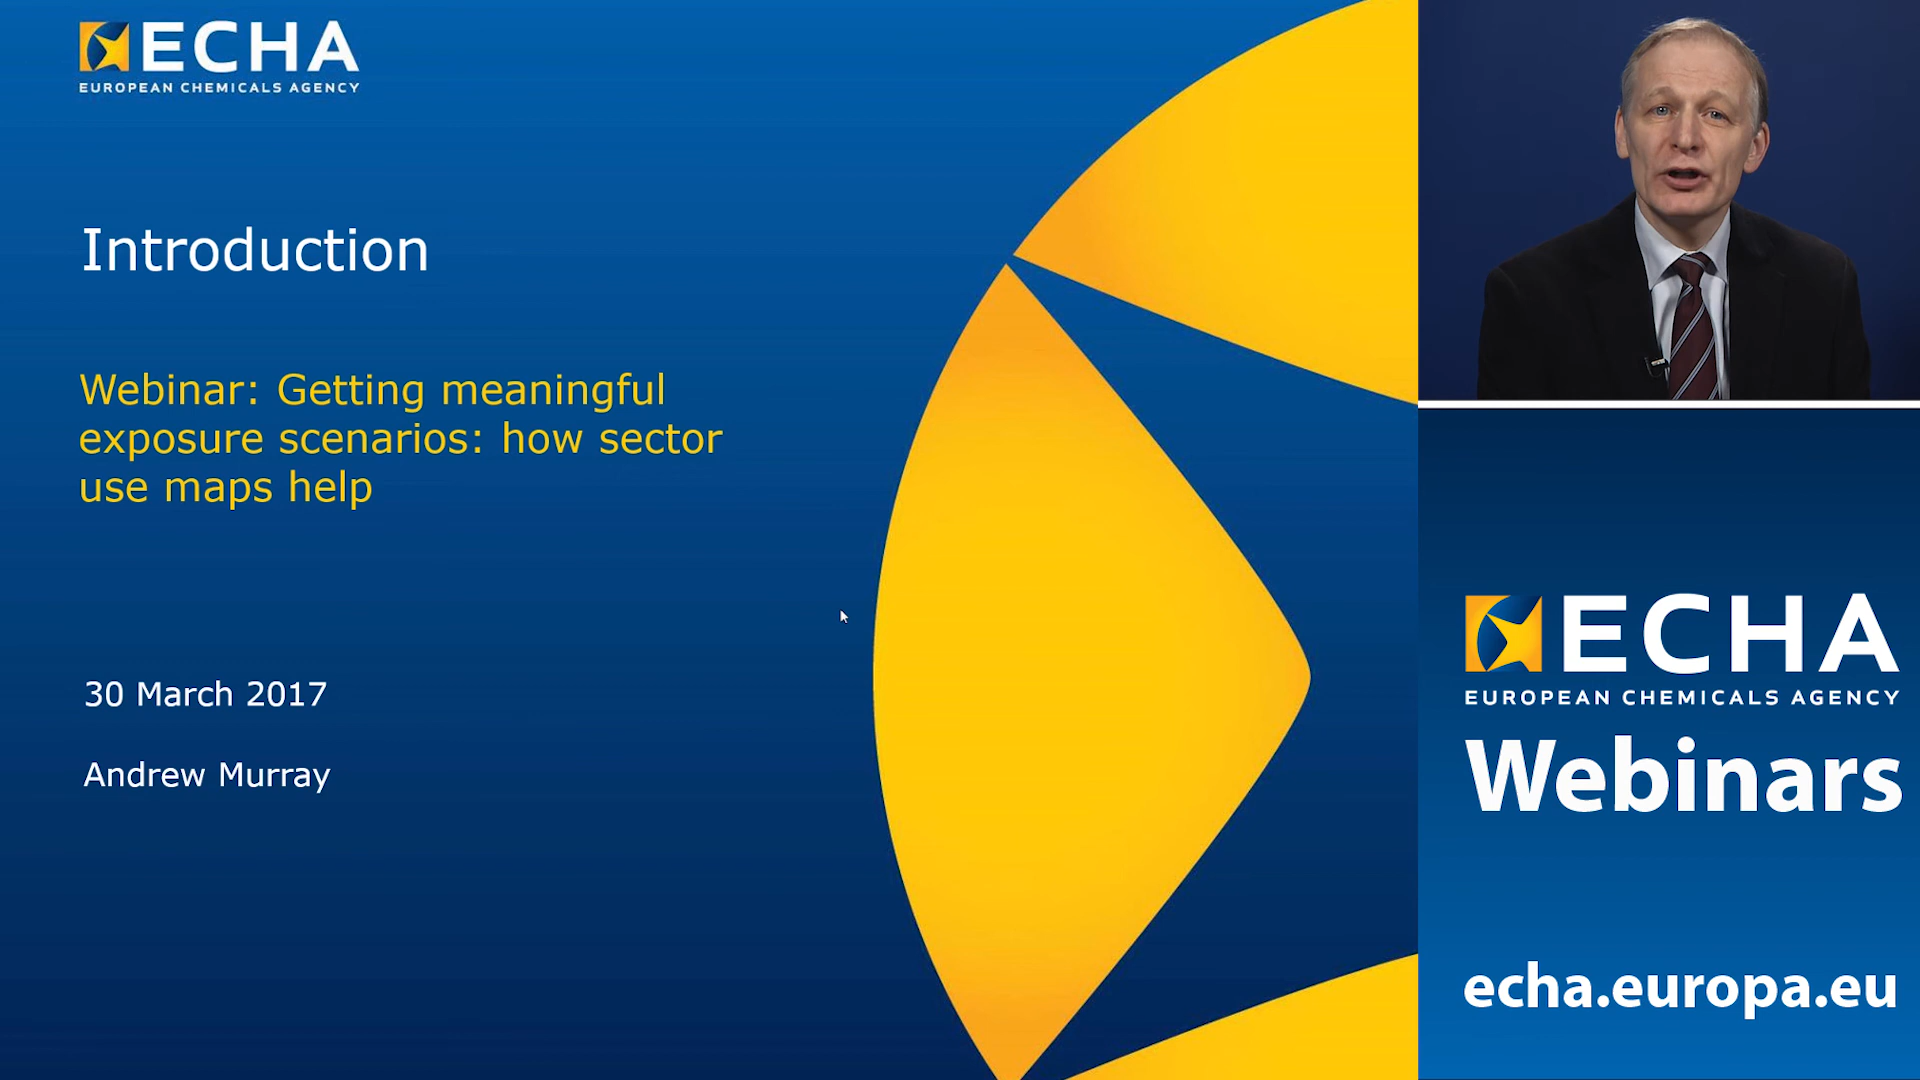 ECHA
EUROPEAN CHEMICALS AGENCY
Introduction
Webinar: Getting meaningful
exposure scenarios: how sector
use maps help
30 March 2017
Andrew Murray
ECHA
EUROPEAN CHEMICALS AGENCY
Webinars
echa.europa.eu